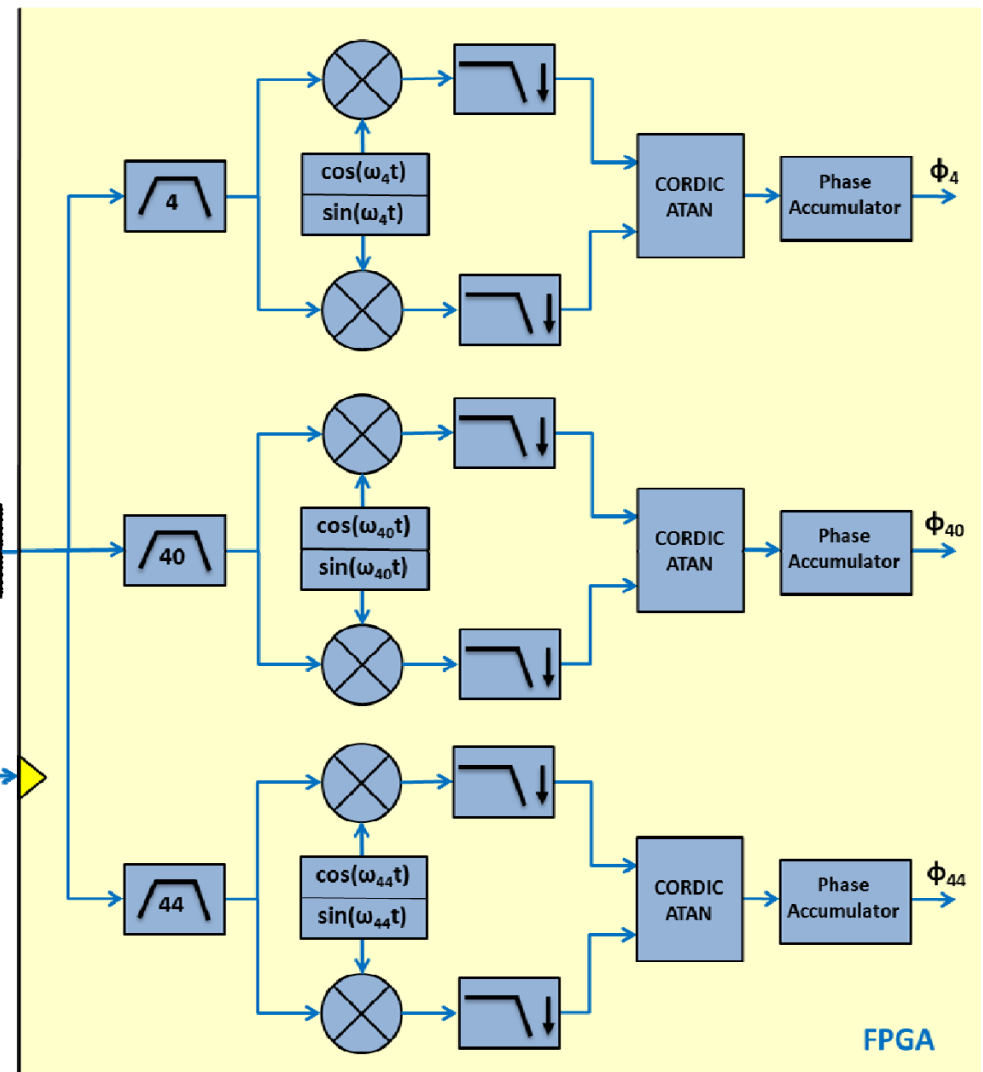 4
cos(ω₄t)
sin(ω₄t)
CORDIC
ATAN
Phase
Accumulator
ϕ₄
40
cos(ω₄₀t)
sin(ω₄₀t)
CORDIC
ATAN
Phase
Accumulator
ϕ₄₀
44
cos(ω₄₄t)
sin(ω₄₄t)
CORDIC
ATAN
Phase
Accumulator
ϕ₄₄
FPGA